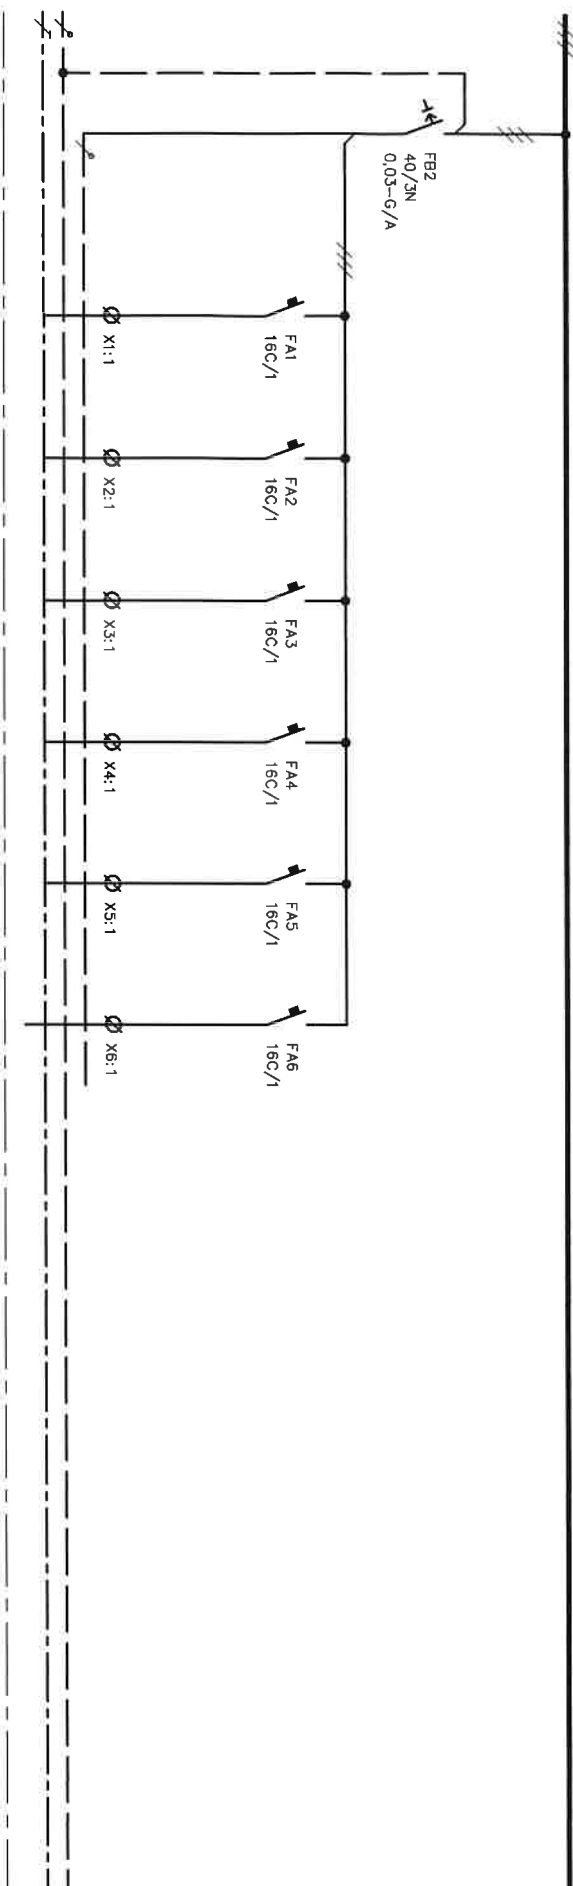 FB2
40/3N
0,03-G/A
FA1
16C/1
FA2
16C/1
FA3
16C/1
FA4
16C/1
FA5
16C/1
FA6
16C/1
X1:1
X2:1
X3:1
X4:1
X5:1
X6:1